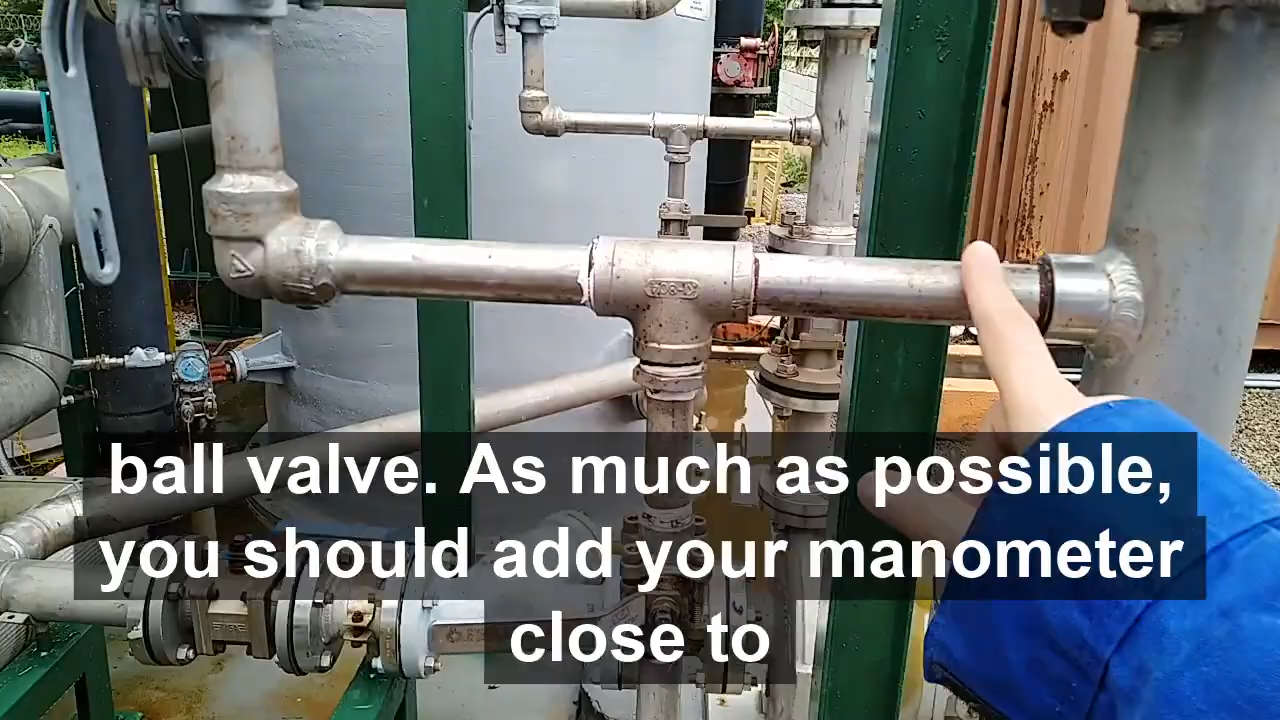 ball valve. As much as possible,
you should add your manometer
close to